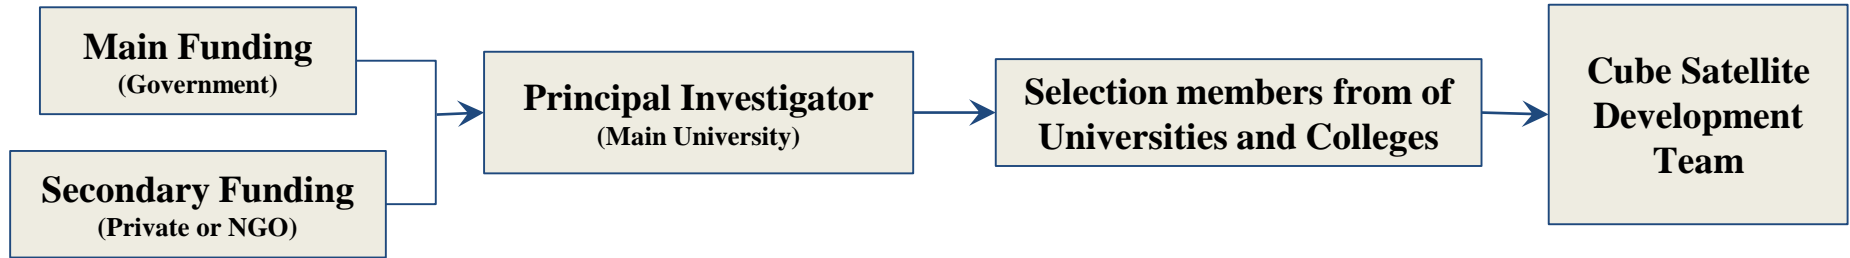 Main Funding
(Government)
Secondary Funding
(Private or NGO)
Principal Investigator
(Main University)
Selection members from of
Universities and Colleges
Cube Satellite
Development
Team